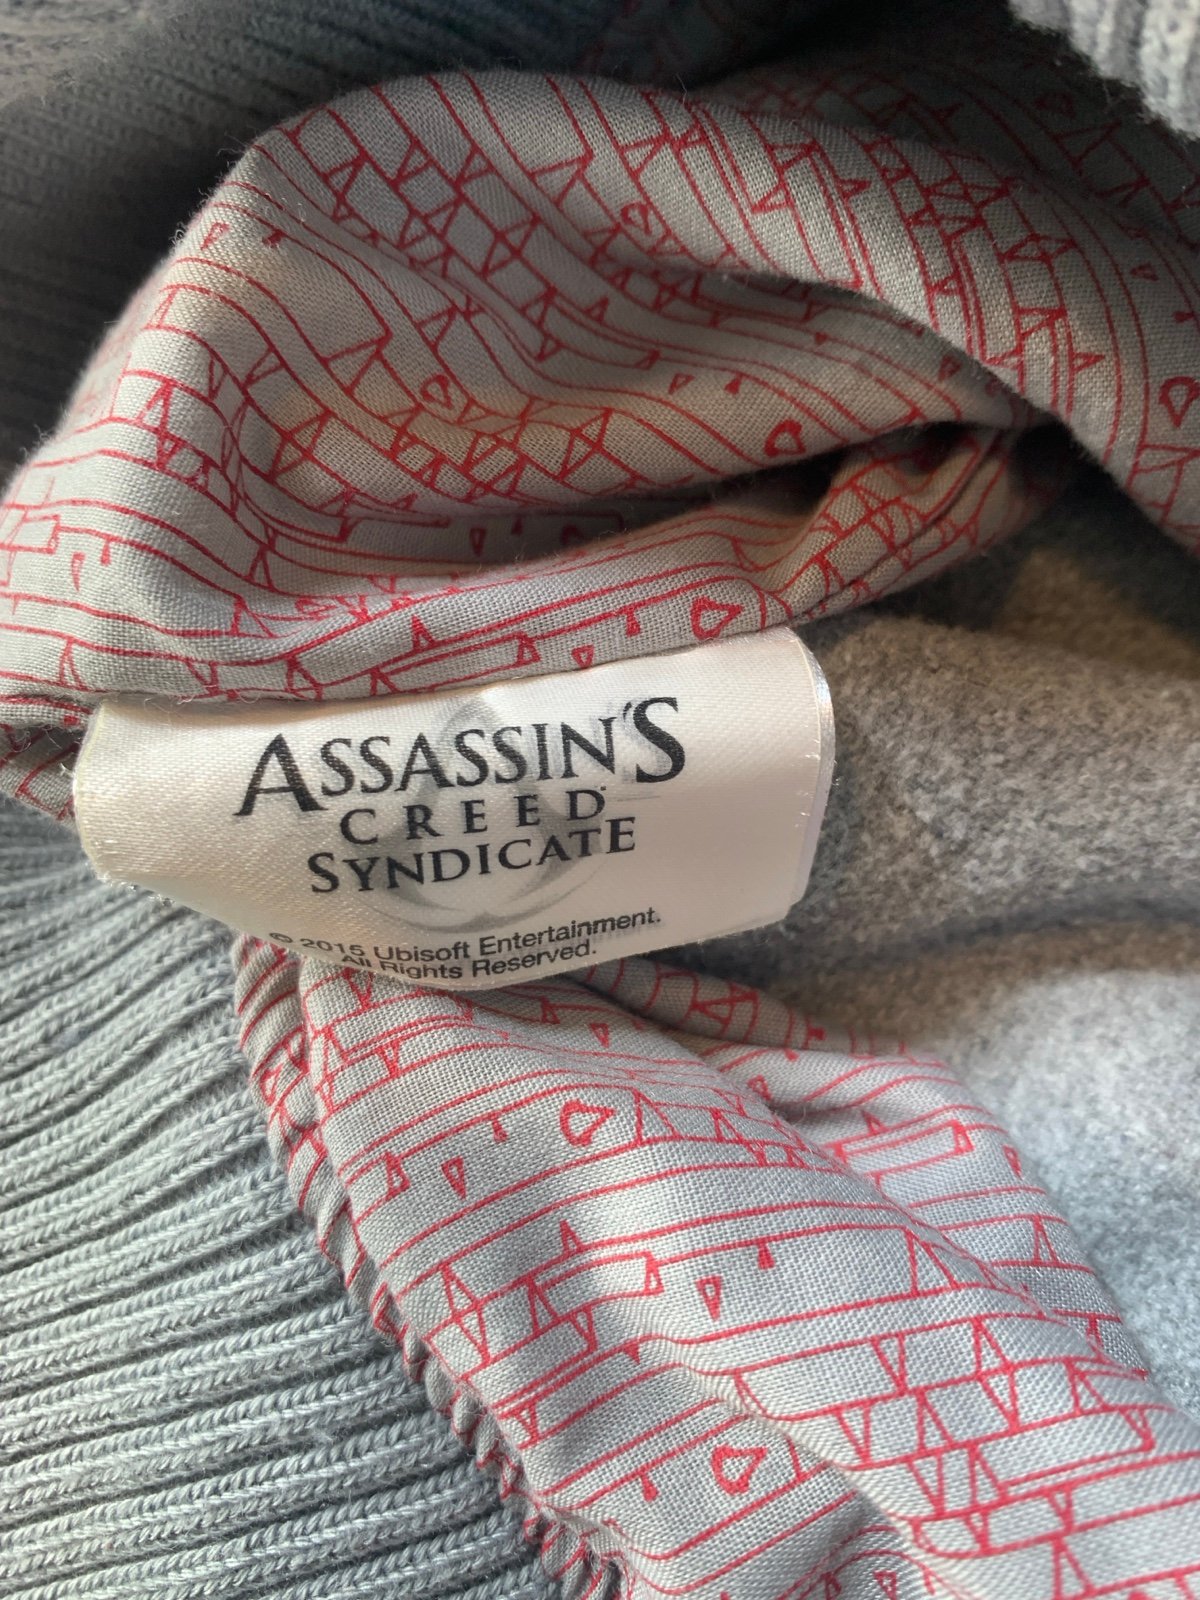 ASSASSIN'S
CREED
SYNDICATE
© 2015 Ubisoft Entertainment.
All Rights Reserved.